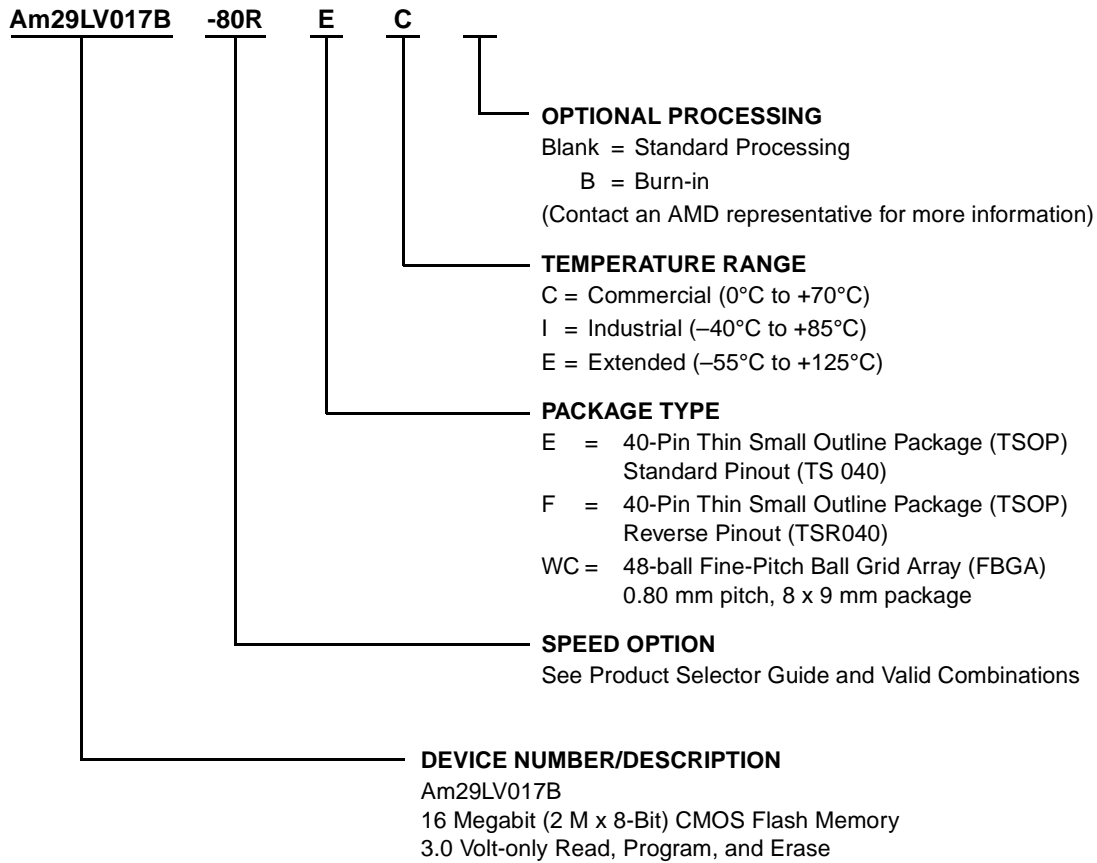 Am29LV017B -80R E C
OPTIONAL PROCESSING
Blank = Standard Processing
B = Burn-in
(Contact an AMD representative for more information)
TEMPERATURE RANGE
C = Commercial (0°C to +70°C)
I = Industrial (–40°C to +85°C)
E = Extended (–55°C to +125°C)
PACKAGE TYPE
E = 40-Pin Thin Small Outline Package (TSOP)
Standard Pinout (TS 040)
F = 40-Pin Thin Small Outline Package (TSOP)
Reverse Pinout (TSR040)
WC = 48-ball Fine-Pitch Ball Grid Array (FBGA)
0.80 mm pitch, 8 x 9 mm package
SPEED OPTION
See Product Selector Guide and Valid Combinations
DEVICE NUMBER/DESCRIPTION
Am29LV017B
16 Megabit (2 M x 8-Bit) CMOS Flash Memory
3.0 Volt-only Read, Program, and Erase